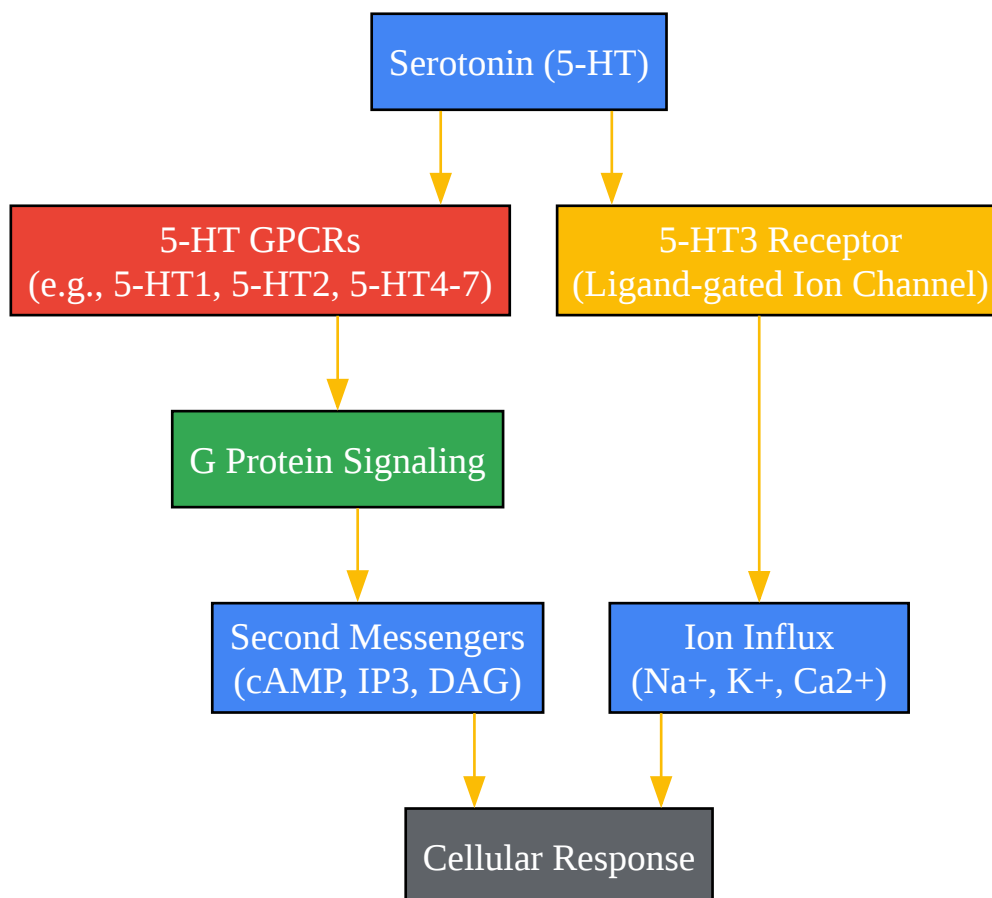 Serotonin (5-HT)
5-HT GPCRs
(e.g., 5-HT1, 5-HT2, 5-HT4-7)
5-HT3 Receptor
(Ligand-gated Ion Channel)
G Protein Signaling
Second Messengers
(cAMP, IP3, DAG)
Ion Influx
(Na+, K+, Ca2+)
Cellular Response